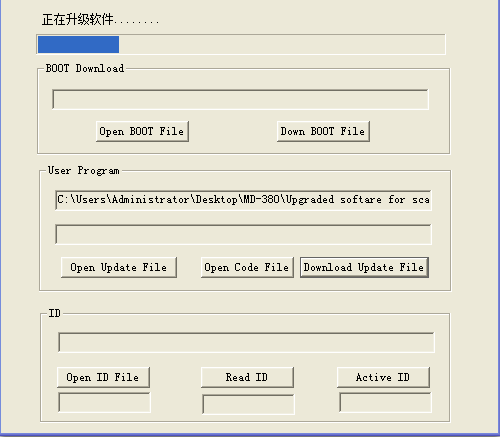 正在升级软件........
BOOT Download
Open BOOT File
Down BOOT File
User Program
C:\Users\Administrator\Desktop\MD-380\Upgraded softare for sca
Open Update File
Open Code File
Download Update File
ID
Open ID File
Read ID
Active ID